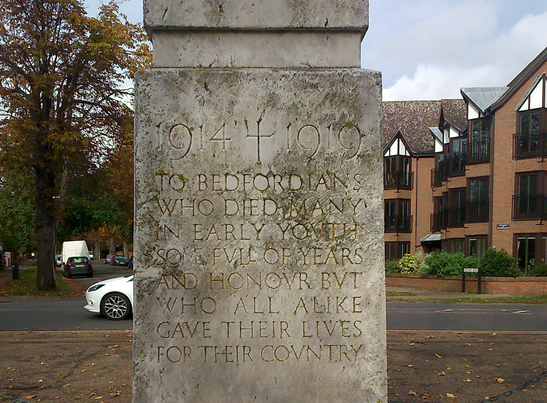 1914 ✝ 1919
TO BEDFORDIANS
WHO DIED MANY
IN EARLY YOUTH
SOME FVLL OF YEARS
AND HONOVR BVT
WHO ALL ALIKE
GAVE THEIR LIVES
FOR THEIR COVNTRY